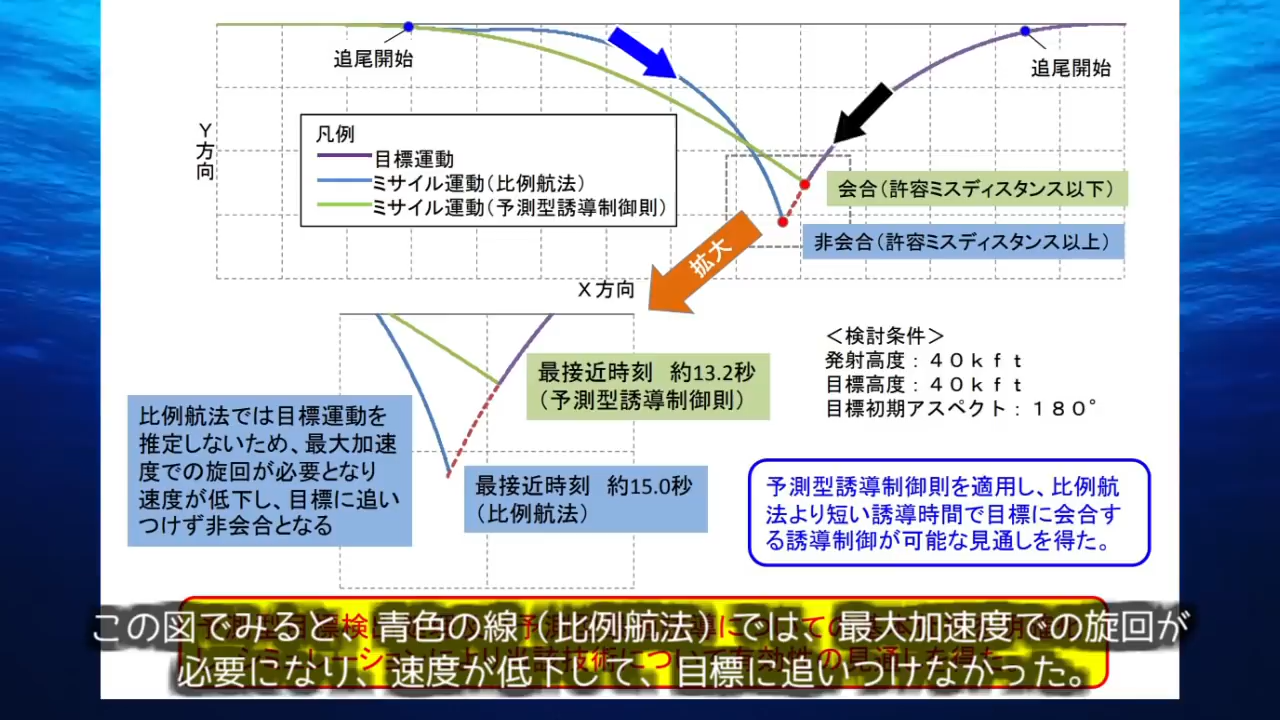 追尾開始
追尾開始
Y方向
凡例
目標運動
ミサイル運動(比例航法)
ミサイル運動(予測型誘導制御則)
会合(許容ミスディスタンス以下)
非会合(許容ミスディスタンス以上)
拡大
X方向
<検討条件>
発射高度:40kft
目標高度:40kft
目標初期アスペクト:180°
最接近時刻 約13.2秒
(予測型誘導制御則)
比例航法では目標運動を
推定しないため、最大加速
度での旋回が必要となり
速度が低下し、目標に追い
つけず非会合となる
最接近時刻 約15.0秒
(比例航法)
予測型誘導制御則を適用し、比例航
法より短い誘導時間で目標に会合す
る誘導制御が可能な見通しを得た。
この図でみると、青色の線(比例航法)では、最大加速度での旋回が
必要になり、速度が低下して、目標に追いつけなかった。